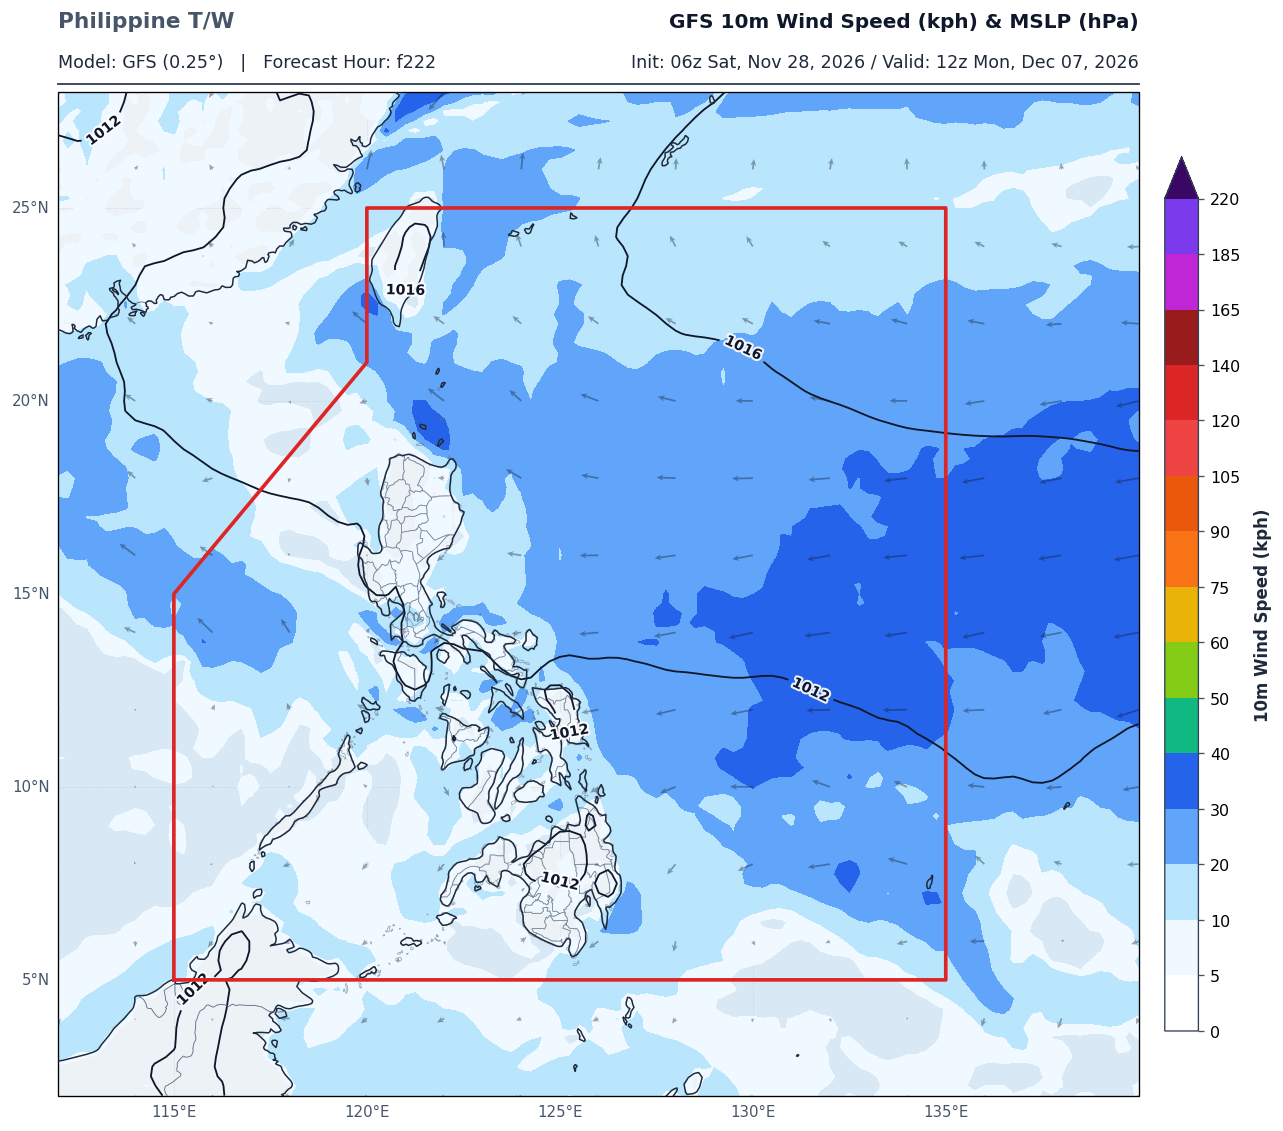 Philippine T/W
GFS 10m Wind Speed (kph) & MSLP (hPa)
Model: GFS (0.25°) | Forecast Hour: f222
Init: 06z Sat, Nov 28, 2026 / Valid: 12z Mon, Dec 07, 2026
1012
25°N
1016
1016
20°N
15°N
1012
1012
10°N
1012
1012
5°N
115°E
120°E
125°E
130°E
135°E
220
185
165
140
120
105
90
75
60
50
40
30
20
10
5
0
10m Wind Speed (kph)